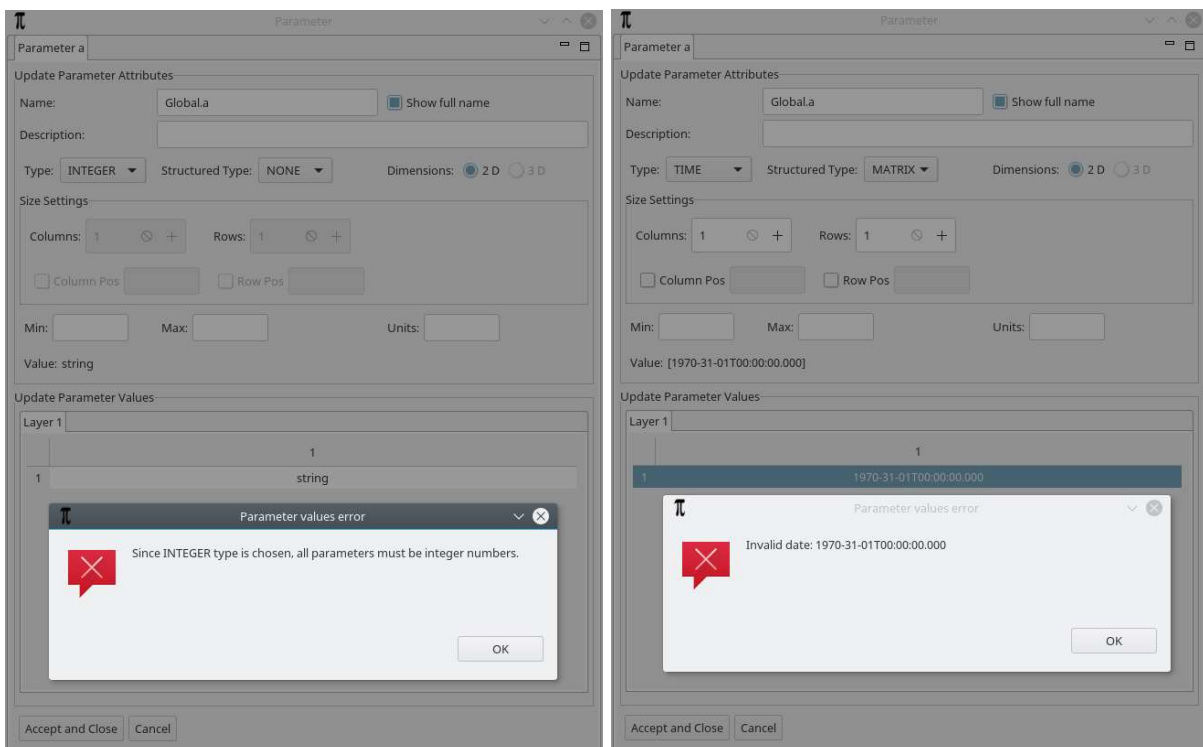 π Parameter
Parameter a
Update Parameter Attributes
Name: Global.a Show full name
Description:
Type: INTEGER Structured Type: NONE Dimensions: 2 D 3 D
Size Settings
Columns: 1 + Rows: 1 +
Column Pos Row Pos
Min: Max: Units:
Value: string
Update Parameter Values
Layer 1
1
1 string
π Parameter values error
Since INTEGER type is chosen, all parameters must be integer numbers.
OK
Accept and Close Cancel
π Parameter
Parameter a
Update Parameter Attributes
Name: Global.a Show full name
Description:
Type: TIME Structured Type: MATRIX Dimensions: 2 D 3 D
Size Settings
Columns: 1 + Rows: 1 +
Column Pos Row Pos
Min: Max: Units:
Value: [1970-31-01T00:00:00.000]
Update Parameter Values
Layer 1
1
1 1970-31-01T00:00:00.000
π Parameter values error
Invalid date: 1970-31-01T00:00:00.000
OK
Accept and Close Cancel